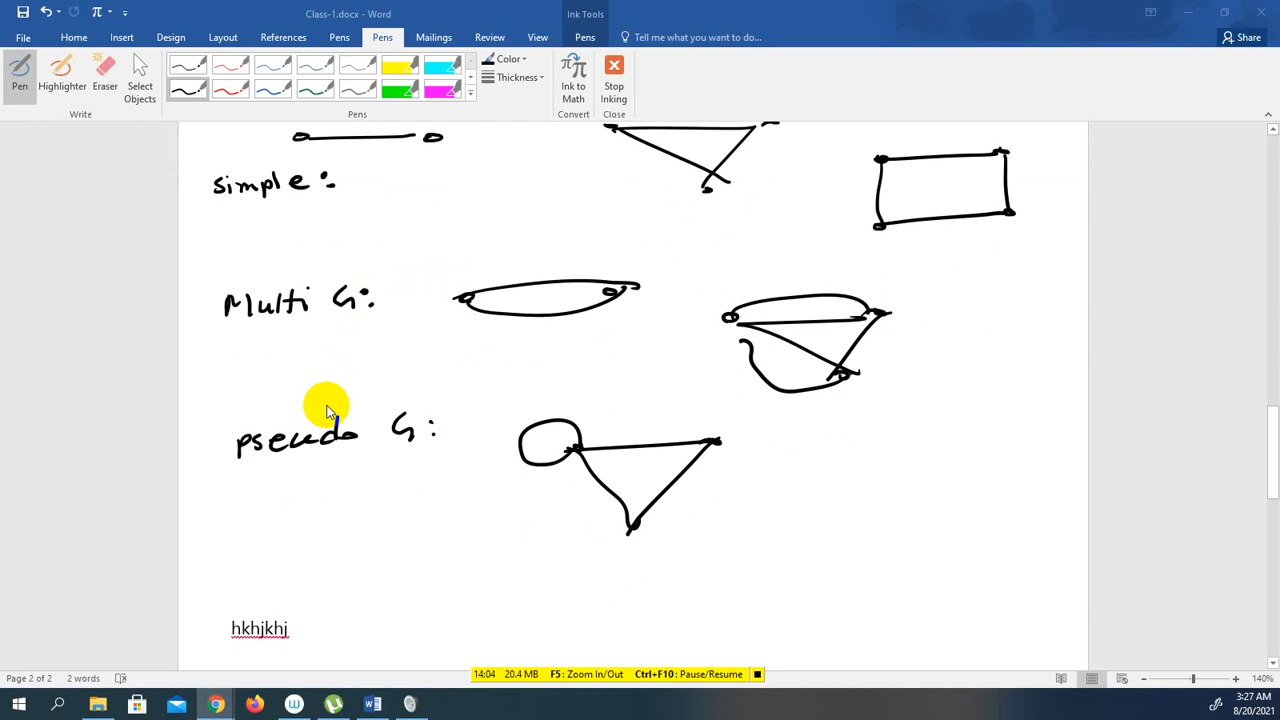 Class-1.docx - Word
Ink Tools
File Home Insert Design Layout References Pens Pens Mailings Review View Pens Tell me what you want to do... Share
Pen Highlighter Eraser Select Objects
Color
Thickness
Ink to Math
Stop Inking
Write Pens Convert Close
simple:
Multi G:
pseudo G:
hkhjkhj
14:04 20.4 MB F5: Zoom In/Out Ctrl+F10: Pause/Resume
Page 2 of 2 2 words 140%
3:27 AM
8/20/2021